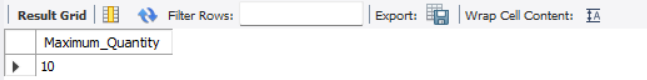 Result Grid Filter Rows: Export: Wrap Cell Content:
Maximum_Quantity
10